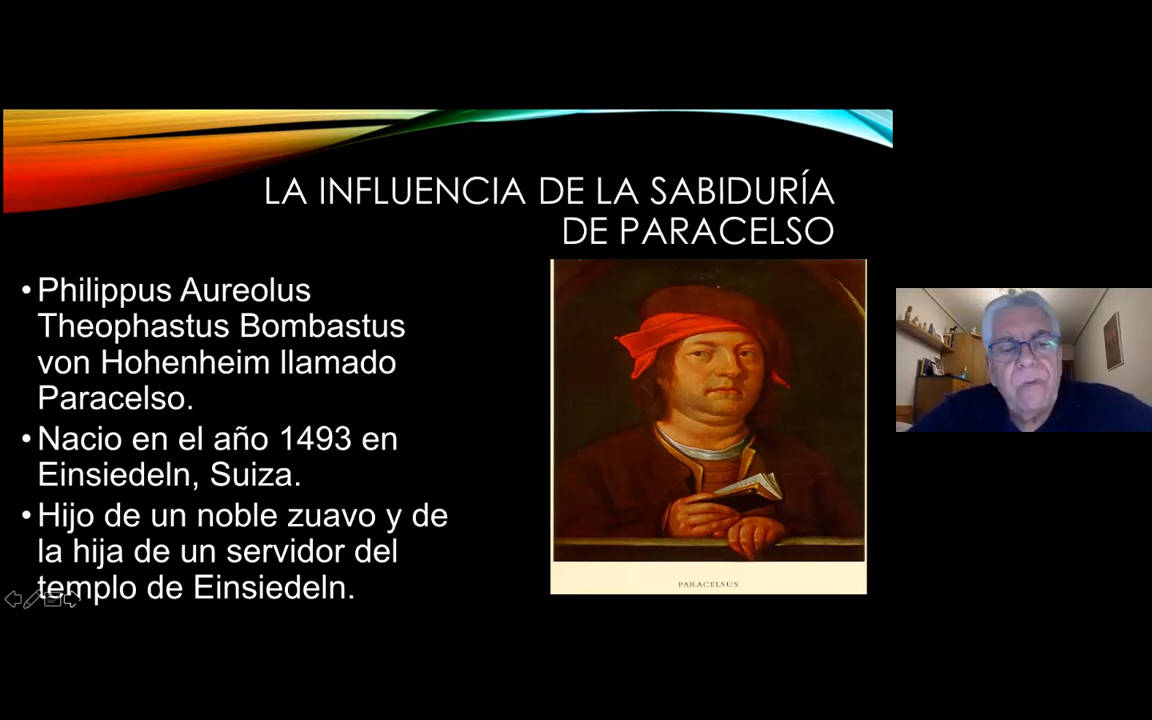 LA INFLUENCIA DE LA SABIDURÍA
DE PARACELSO
• Philippus Aureolus
Theophastus Bombastus
von Hohenheim llamado
Paracelso.
• Nacio en el año 1493 en
Einsiedeln, Suiza.
• Hijo de un noble zuavo y de
la hija de un servidor del
templo de Einsiedeln.
PARACELSUS